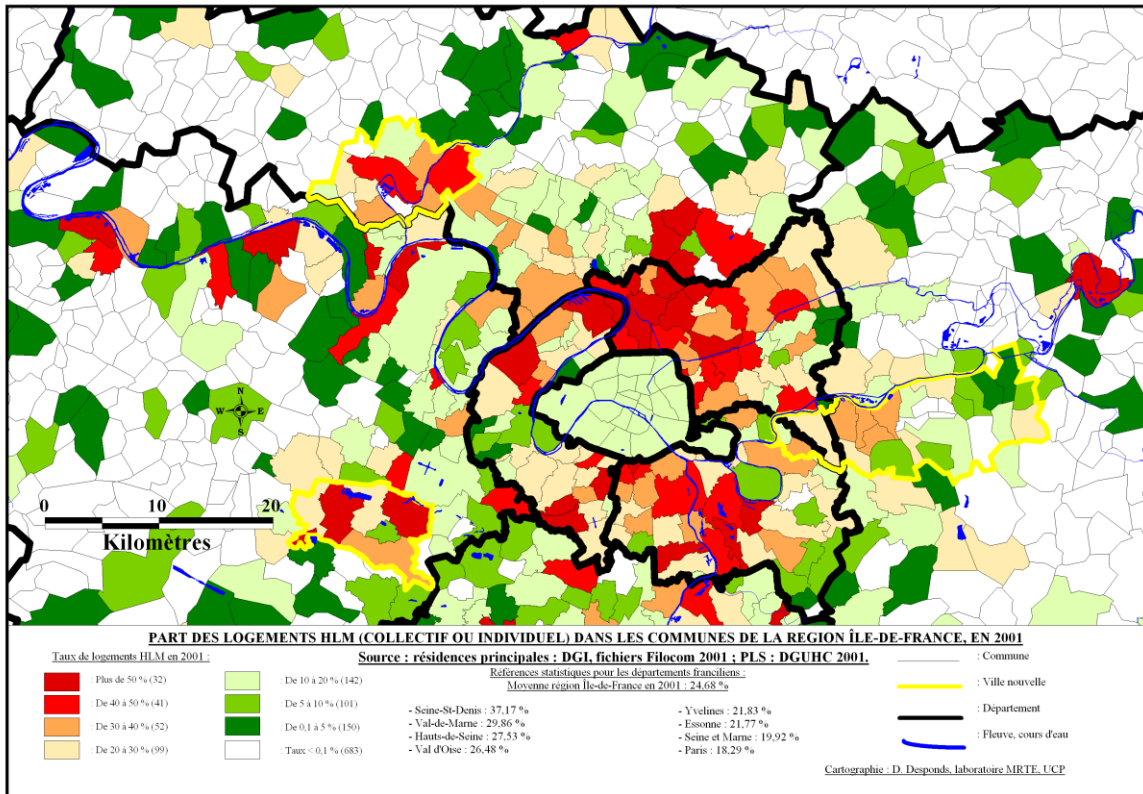 N
W E
S
0 10 20
Kilomètres
PART DES LOGEMENTS HLM (COLLECTIF OU INDIVIDUEL) DANS LES COMMUNES DE LA REGION ÎLE-DE-FRANCE, EN 2001
Taux de logements HLM en 2001 :
Source : résidences principales : DGI, fichiers Filocom 2001 ; PLS : DGUHC 2001.
: Plus de 50 % (32)
: De 40 à 50 % (41)
: De 30 à 40 % (52)
: De 20 à 30 % (99)
: De 10 à 20 % (142)
: De 5 à 10 % (101)
: De 0,1 à 5 % (150)
: Taux < 0,1 % (683)
Références statistiques pour les départements franciliens :
Moyenne région Île-de-France en 2001 : 24,68 %
- Seine-St-Denis : 37,17 %
- Val-de-Marne : 29,86 %
- Hauts-de-Seine : 27,53 %
- Val d'Oise : 26,48 %
- Yvelines : 21,83 %
- Essonne : 21,77 %
- Seine et Marne : 19,92 %
- Paris : 18,29 %
: Commune
: Ville nouvelle
: Département
: Fleuve, cours d'eau
Cartographie : D. Desponds, laboratoire MRTE, UCP